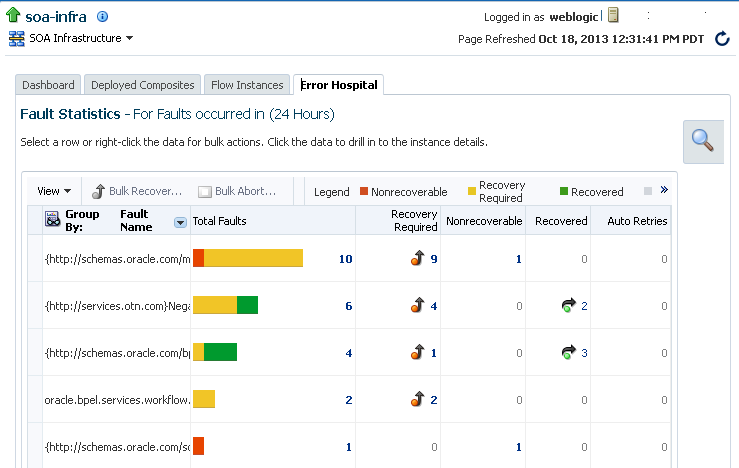 soa-infra
Logged in as weblogic
SOA Infrastructure
Page Refreshed Oct 18, 2013 12:31:41 PM PDT
Dashboard Deployed Composites Flow Instances Error Hospital
Fault Statistics - For Faults occurred in (24 Hours)
Select a row or right-click the data for bulk actions. Click the data to drill in to the instance details.
View Bulk Recover... Bulk Abort... Legend Nonrecoverable Recovery Required Recovered »
Group By: Fault Name Total Faults Recovery Required Nonrecoverable Recovered Auto Retries
{http://schemas.oracle.com/m 10 9 1 0 0
{http://services.otn.com}Nega 6 4 0 2 0
{http://schemas.oracle.com/bp 4 1 0 3 0
oracle.bpel.services.workflow. 2 2 0 0 0
{http://schemas.oracle.com/so 1 0 1 0 0